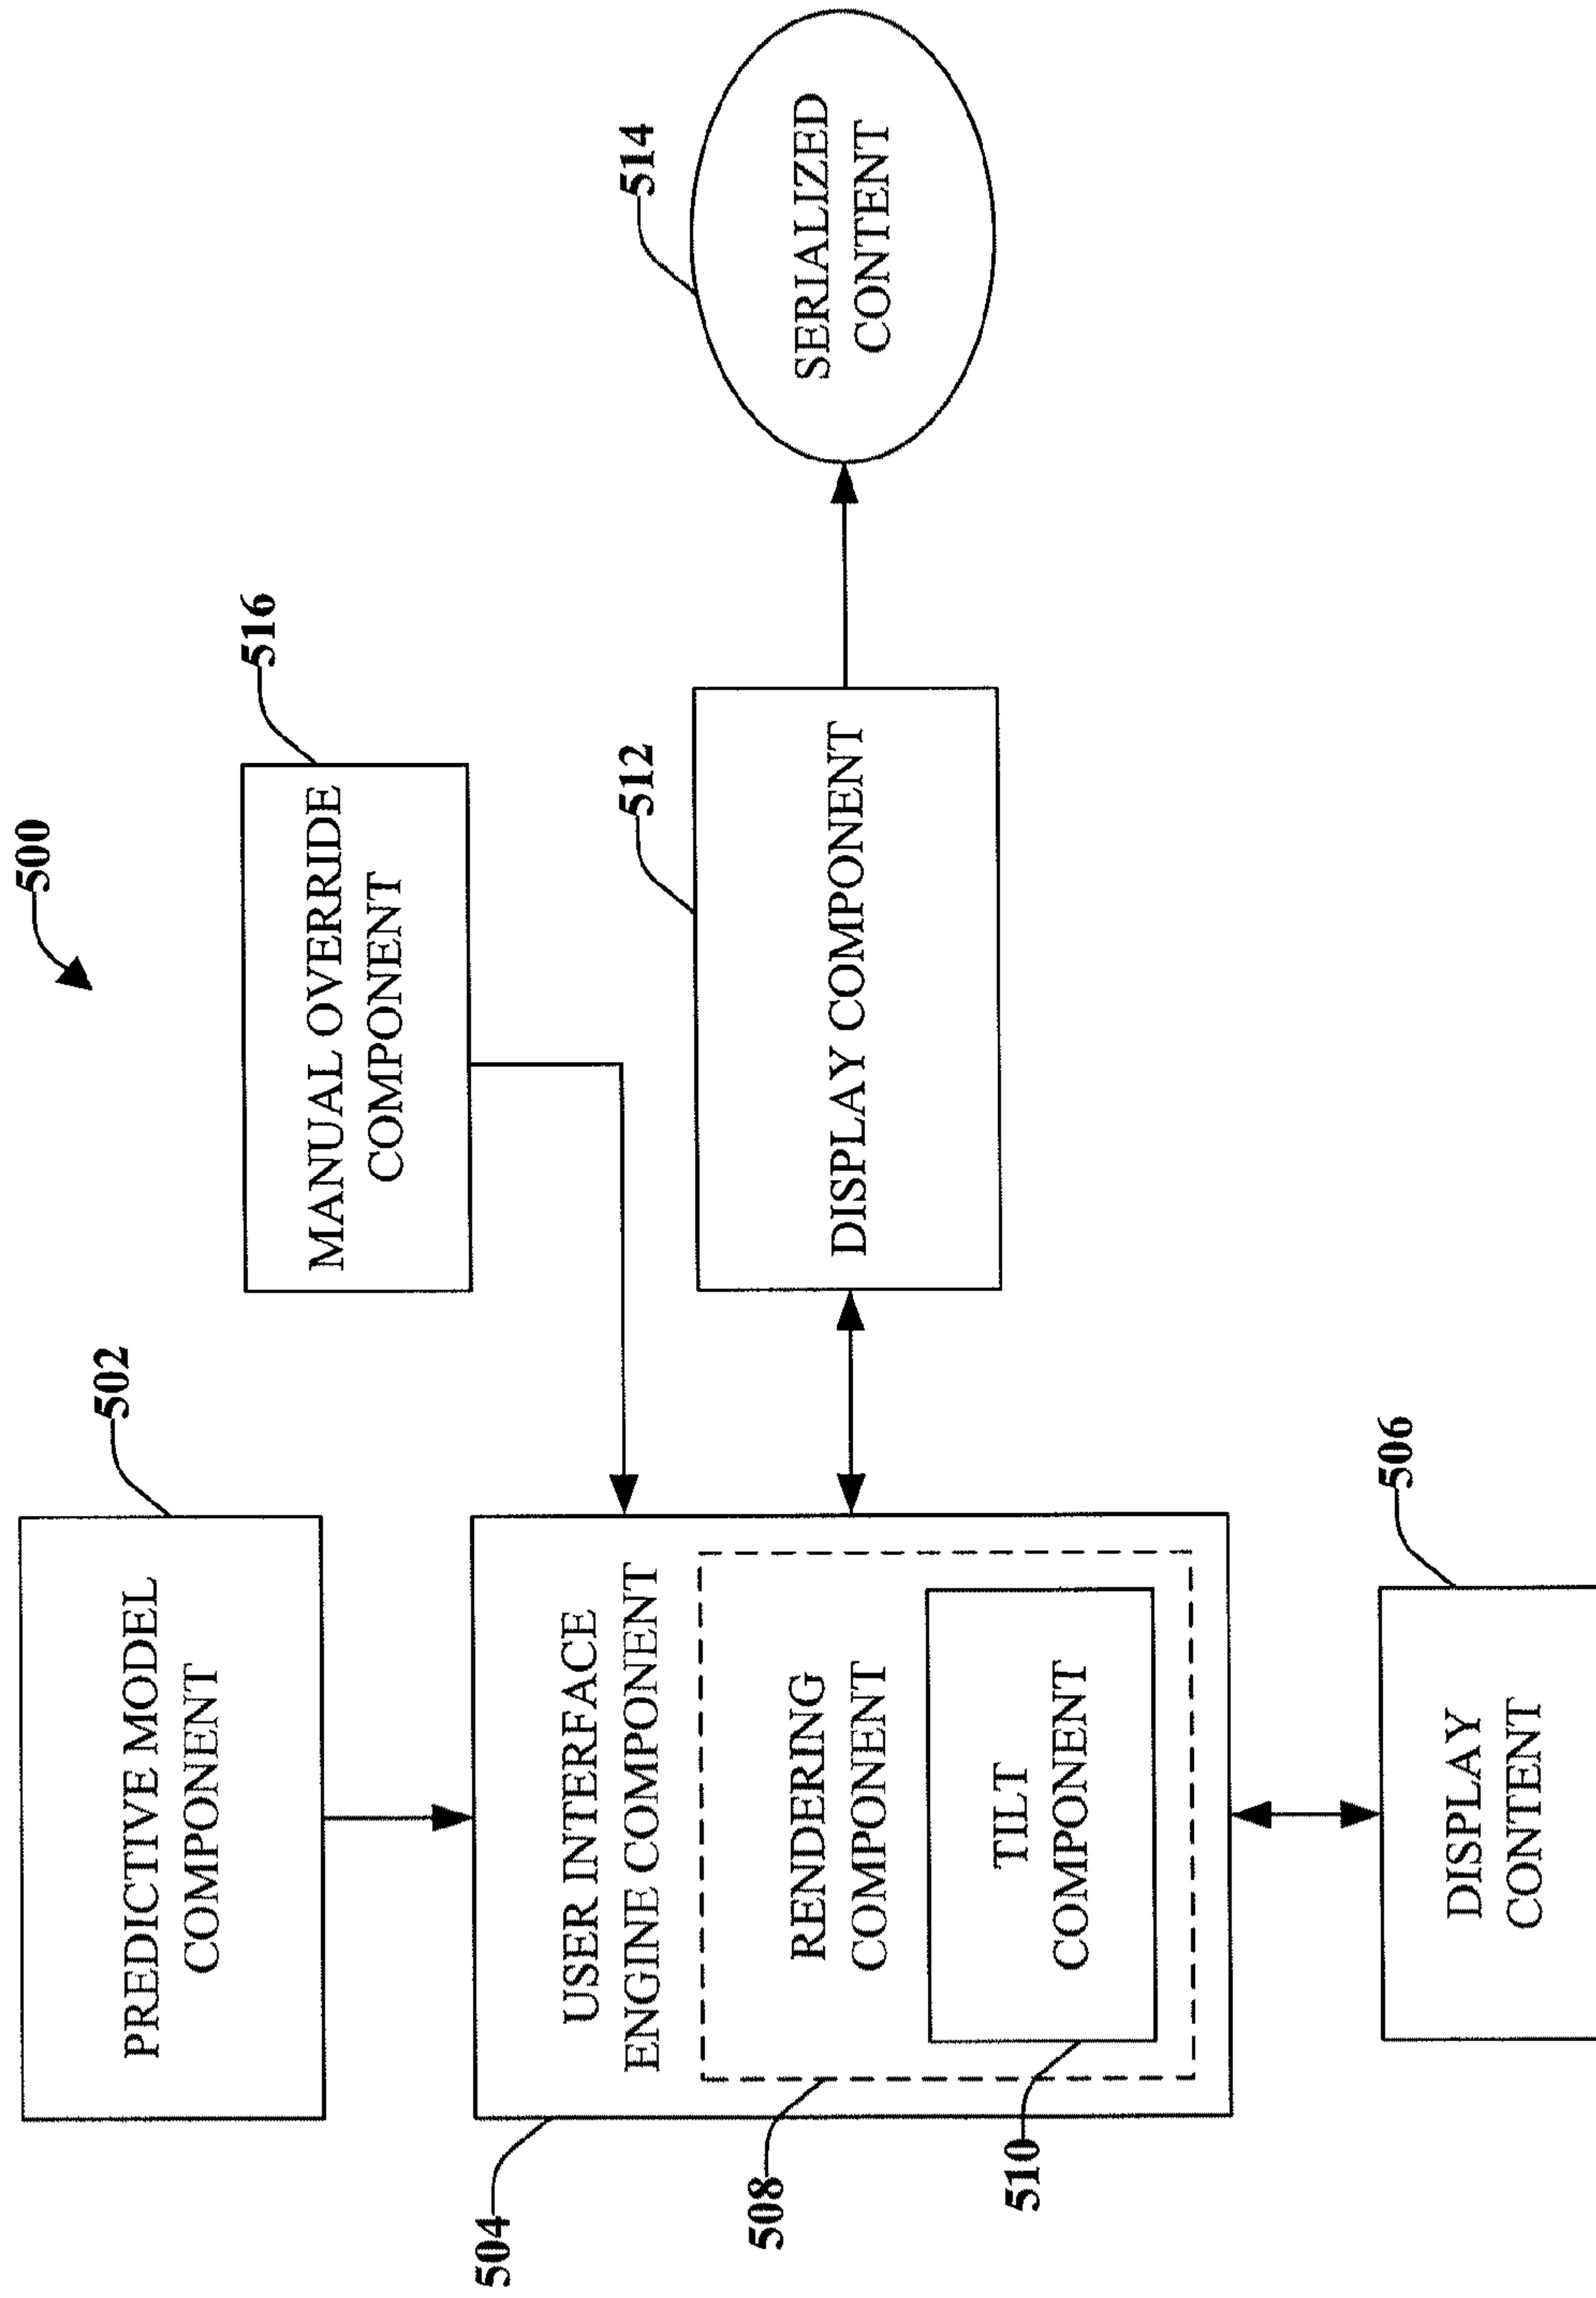 500
502
PREDICTIVE MODEL
COMPONENT
516
MANUAL OVERRIDE
COMPONENT
504
USER INTERFACE
ENGINE COMPONENT
508
RENDERING
COMPONENT
510
TILT
COMPONENT
512
DISPLAY COMPONENT
514
SERIALIZED
CONTENT
506
DISPLAY
CONTENT